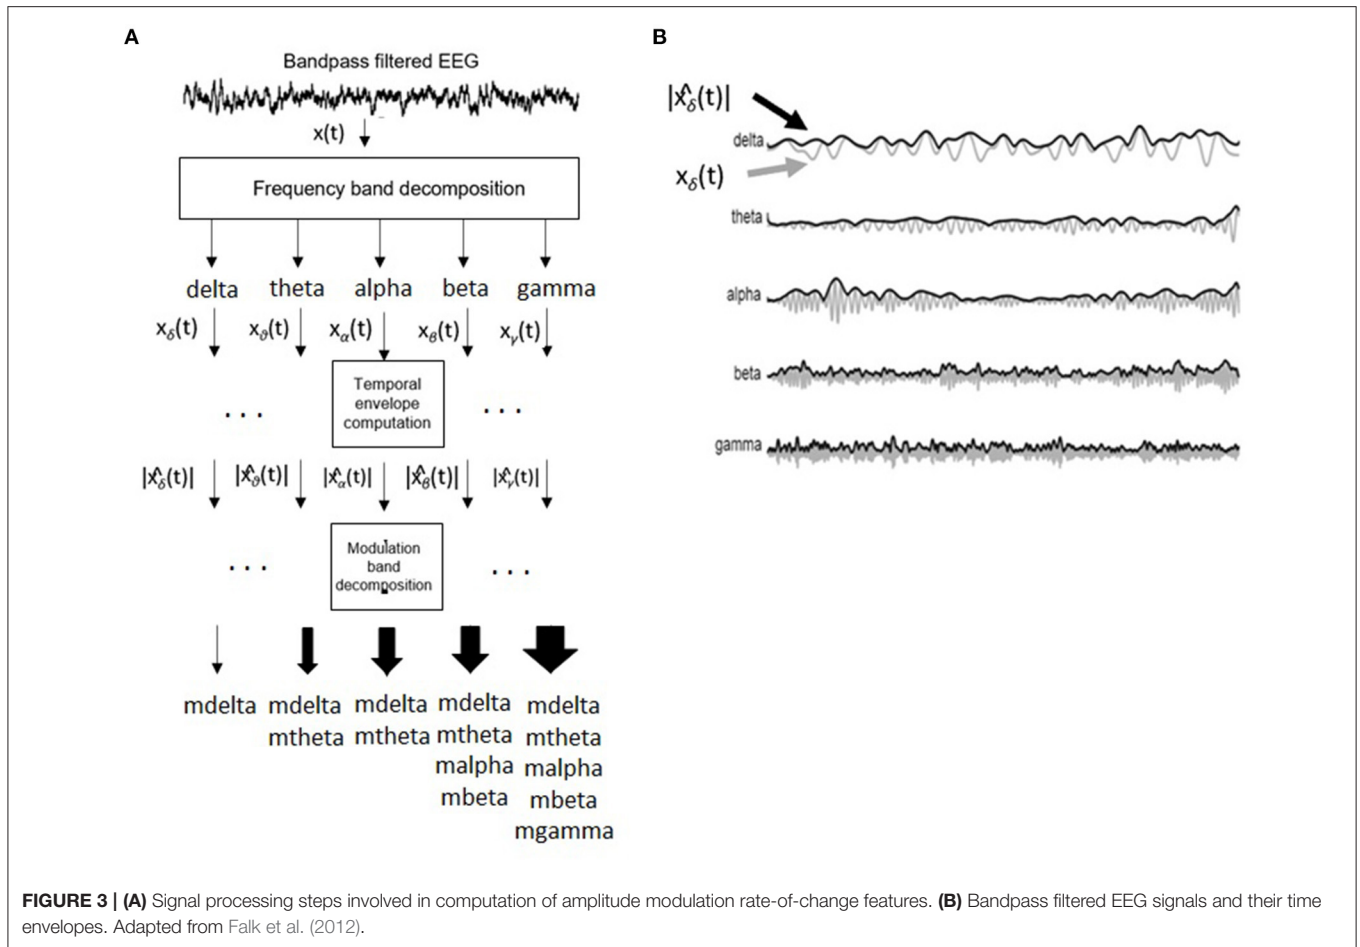 A
Bandpass filtered EEG
x(t)
Frequency band decomposition
delta theta alpha beta gamma
xδ(t) xϑ(t) xα(t) xβ(t) xγ(t)
Temporal
envelope
computation
. . . . . .
|x̂δ(t)| |x̂ϑ(t)| |x̂α(t)| |x̂β(t)| |x̂γ(t)|
Modulation
band
decomposition
. . . . . .
mdelta mdelta mdelta mdelta mdelta
mtheta mtheta mtheta mtheta
malpha malpha
mbeta mbeta
mgamma
B
|x̂δ(t)|
delta
xδ(t)
theta
alpha
beta
gamma
FIGURE 3 | (A) Signal processing steps involved in computation of amplitude modulation rate-of-change features. (B) Bandpass filtered EEG signals and their time
envelopes. Adapted from Falk et al. (2012).